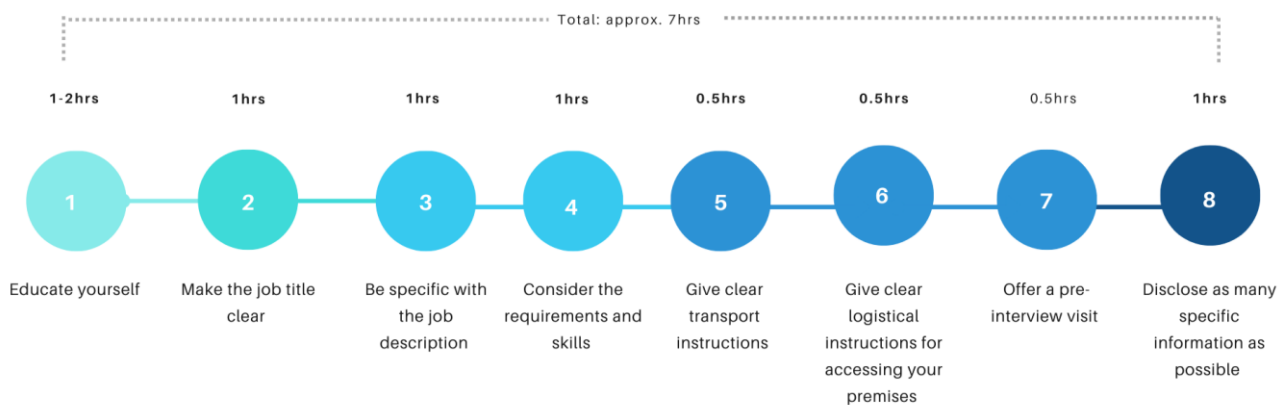 Total: approx. 7hrs
1-2hrs
1hrs
1hrs
1hrs
0.5hrs
0.5hrs
0.5hrs
1hrs
1
2
3
4
5
6
7
8
Educate yourself
Make the job title
clear
Be specific with
the job
description
Consider the
requirements and
skills
Give clear
transport
instructions
Give clear
logistical
instructions for
accessing your
premises
Offer a pre-
interview visit
Disclose as many
specific
information as
possible